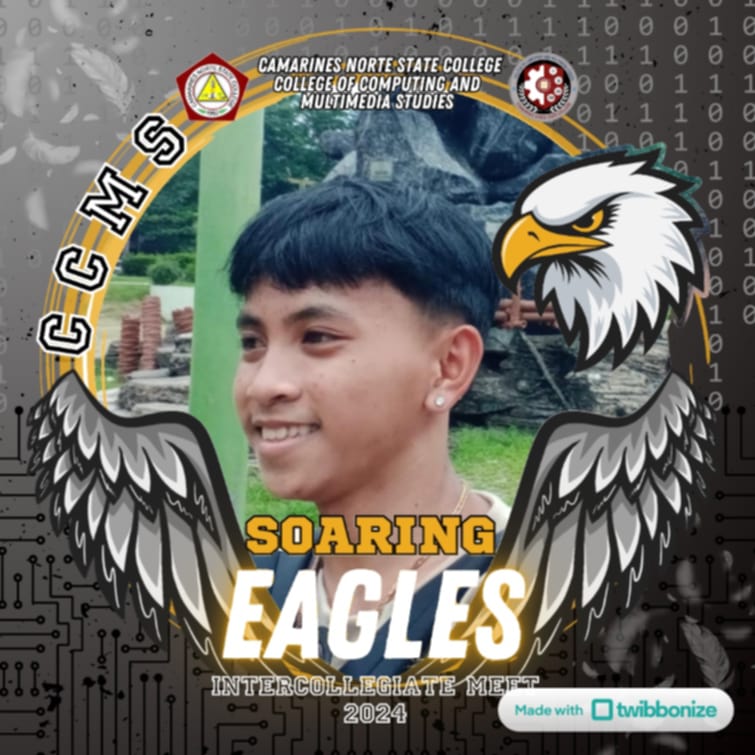 CAMARINES NORTE STATE COLLEGE
COLLEGE OF COMPUTING AND
MULTIMEDIA STUDIES
CCMS
SOARING
EAGLES
INTERCOLLEGIATE MEET
2024
Made with twibbonize